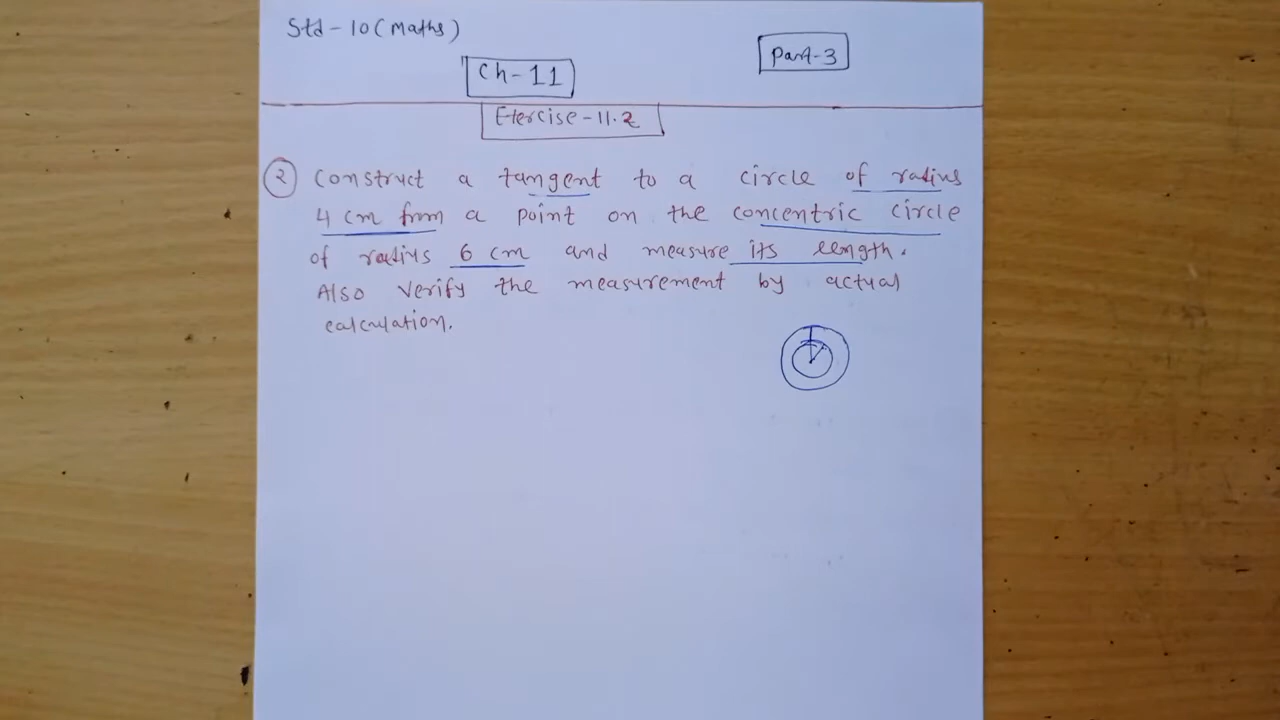 Std - 10 (Maths)
Part-3
Ch-11
Exercise-11.2
2 construct a tangent to a circle of radius
4 cm from a point on the concentric circle
of radius 6 cm and measure its length.
Also verify the measurement by actual
calculation.